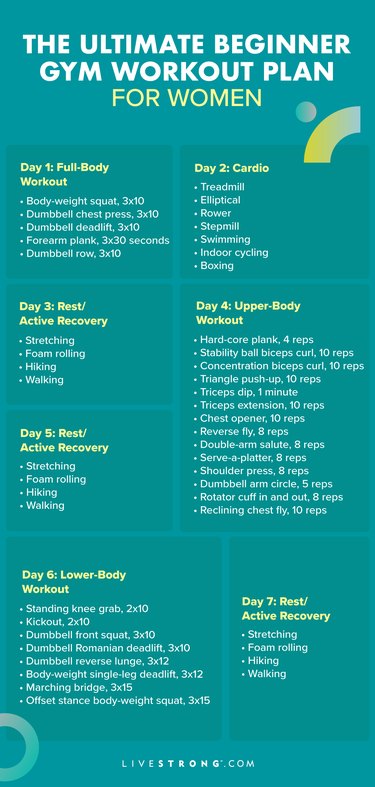 THE ULTIMATE BEGINNER
GYM WORKOUT PLAN
FOR WOMEN
Day 1: Full-Body
Workout
• Body-weight squat, 3x10
• Dumbbell chest press, 3x10
• Dumbbell deadlift, 3x10
• Forearm plank, 3x30 seconds
• Dumbbell row, 3x10
Day 2: Cardio
• Treadmill
• Elliptical
• Rower
• Stepmill
• Swimming
• Indoor cycling
• Boxing
Day 3: Rest/
Active Recovery
• Stretching
• Foam rolling
• Hiking
• Walking
Day 4: Upper-Body
Workout
• Hard-core plank, 4 reps
• Stability ball biceps curl, 10 reps
• Concentration biceps curl, 10 reps
• Triangle push-up, 10 reps
• Triceps dip, 1 minute
• Triceps extension, 10 reps
• Chest opener, 10 reps
• Reverse fly, 8 reps
• Double-arm salute, 8 reps
• Serve-a-platter, 8 reps
• Shoulder press, 8 reps
• Dumbbell arm circle, 5 reps
• Rotator cuff in and out, 8 reps
• Reclining chest fly, 10 reps
Day 5: Rest/
Active Recovery
• Stretching
• Foam rolling
• Hiking
• Walking
Day 6: Lower-Body
Workout
• Standing knee grab, 2x10
• Kickout, 2x10
• Dumbbell front squat, 3x10
• Dumbbell Romanian deadlift, 3x10
• Dumbbell reverse lunge, 3x12
• Body-weight single-leg deadlift, 3x12
• Marching bridge, 3x15
• Offset stance body-weight squat, 3x15
Day 7: Rest/
Active Recovery
• Stretching
• Foam rolling
• Hiking
• Walking
LIVESTRONG.COM